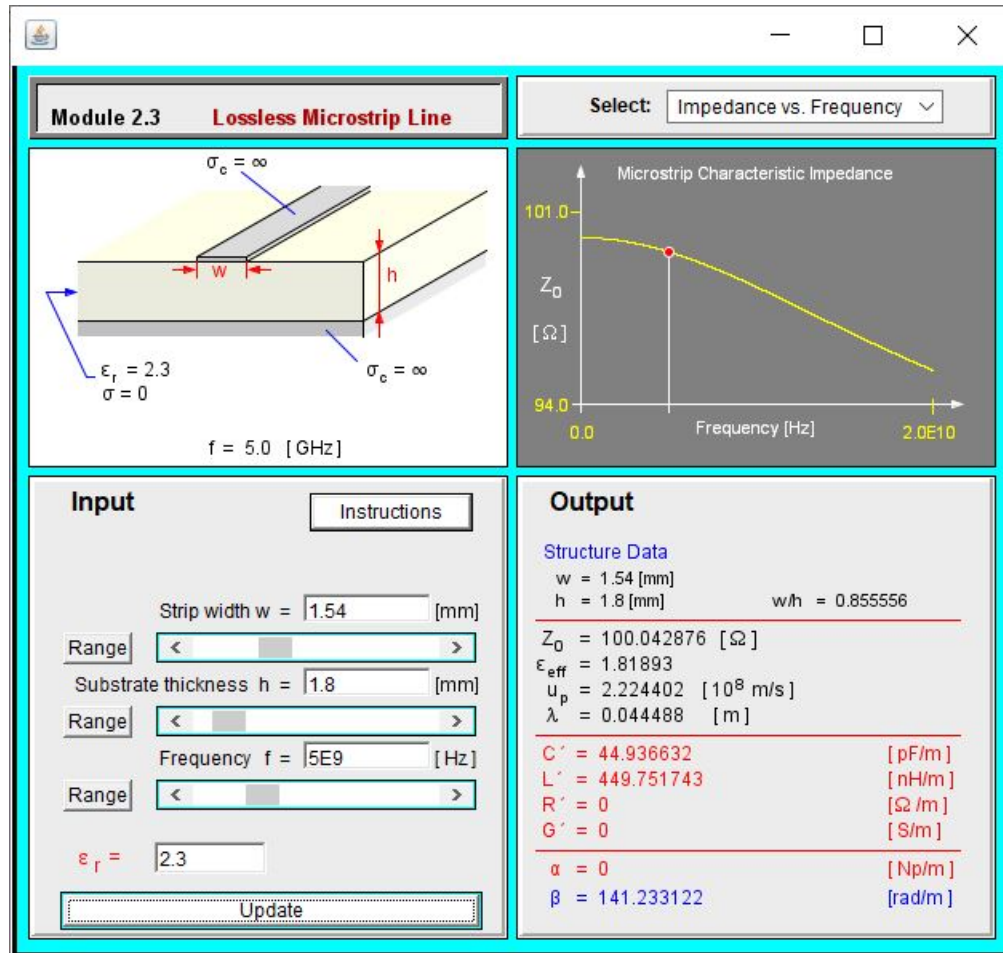 Module 2.3 Lossless Microstrip Line
Select: Impedance vs. Frequency
σc = ∞
w
h
εr = 2.3
σ = 0
σc = ∞
f = 5.0 [GHz]
Microstrip Characteristic Impedance
101.0
Z0
[Ω]
94.0
0.0
Frequency [Hz]
2.0E10
Input
Instructions
Strip width w = 1.54 [mm]
Range < >
Substrate thickness h = 1.8 [mm]
Range < >
Frequency f = 5E9 [Hz]
Range < >
εr = 2.3
Update
Output
Structure Data
w = 1.54 [mm]
h = 1.8 [mm] w/h = 0.855556
Z0 = 100.042876 [Ω]
εeff = 1.81893
up = 2.224402 [10⁸ m/s]
λ = 0.044488 [m]
C´ = 44.936632 [pF/m]
L´ = 449.751743 [nH/m]
R´ = 0 [Ω/m]
G´ = 0 [S/m]
α = 0 [Np/m]
β = 141.233122 [rad/m]